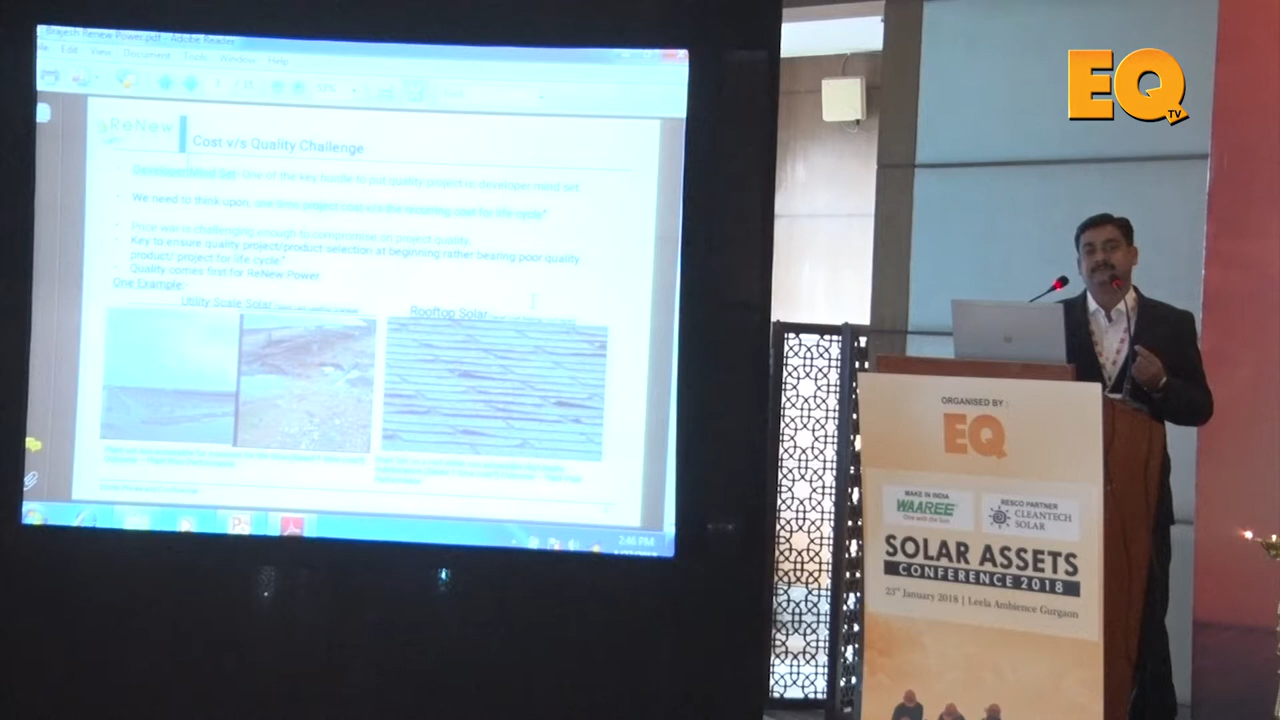 Brajesh Renew Power.pdf - Adobe Reader
Edit View Document Tools Window Help
ReNew
Cost v/s Quality Challenge
Developer Mind Set: One of the key hurdle to put quality project is developer mind set.
We need to think upon, one time project cost v/s the recurring cost for life cycle"
Price war is challenging enough to compromise on project quality.
Key to ensure quality project/product selection at beginning rather bearing poor quality
product/ project for life cycle."
Quality comes first for ReNew Power
One Example:
Utility Scale Solar
Rooftop Solar
2:46 PM
EQ
TV
ORGANISED BY :
EQ
MAKE IN INDIA
WAAREE
One with the Sun
RESCO PARTNER
CLEANTECH
SOLAR
SOLAR ASSETS
CONFERENCE 2018
23rd January 2018 | Leela Ambience Gurgaon